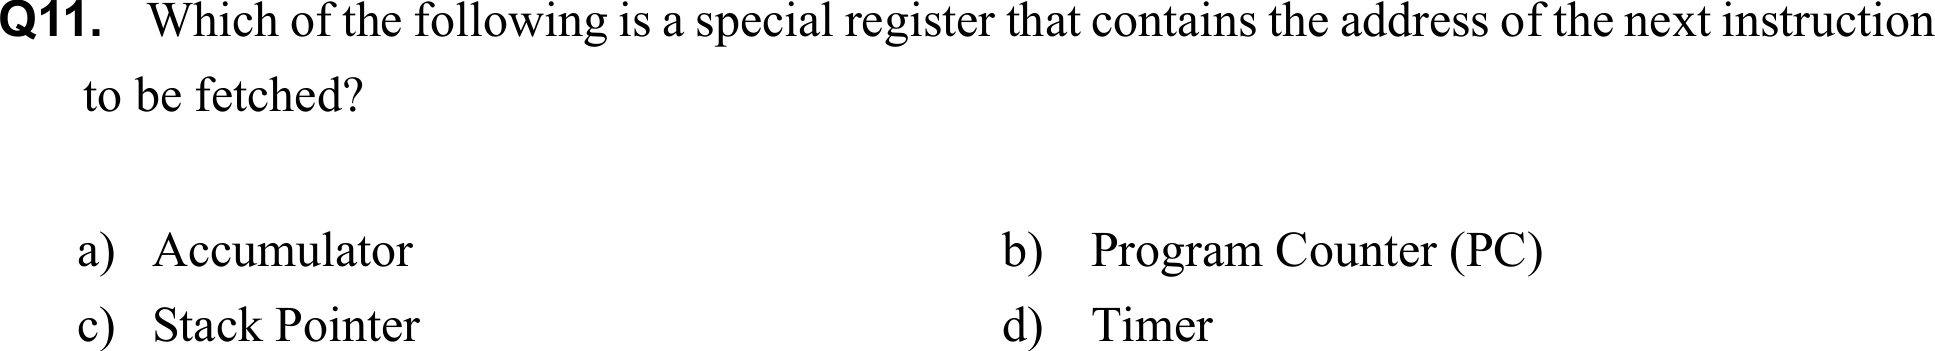 Q11. Which of the following is a special register that contains the address of the next instruction
to be fetched?
a) Accumulator b) Program Counter (PC)
c) Stack Pointer d) Timer